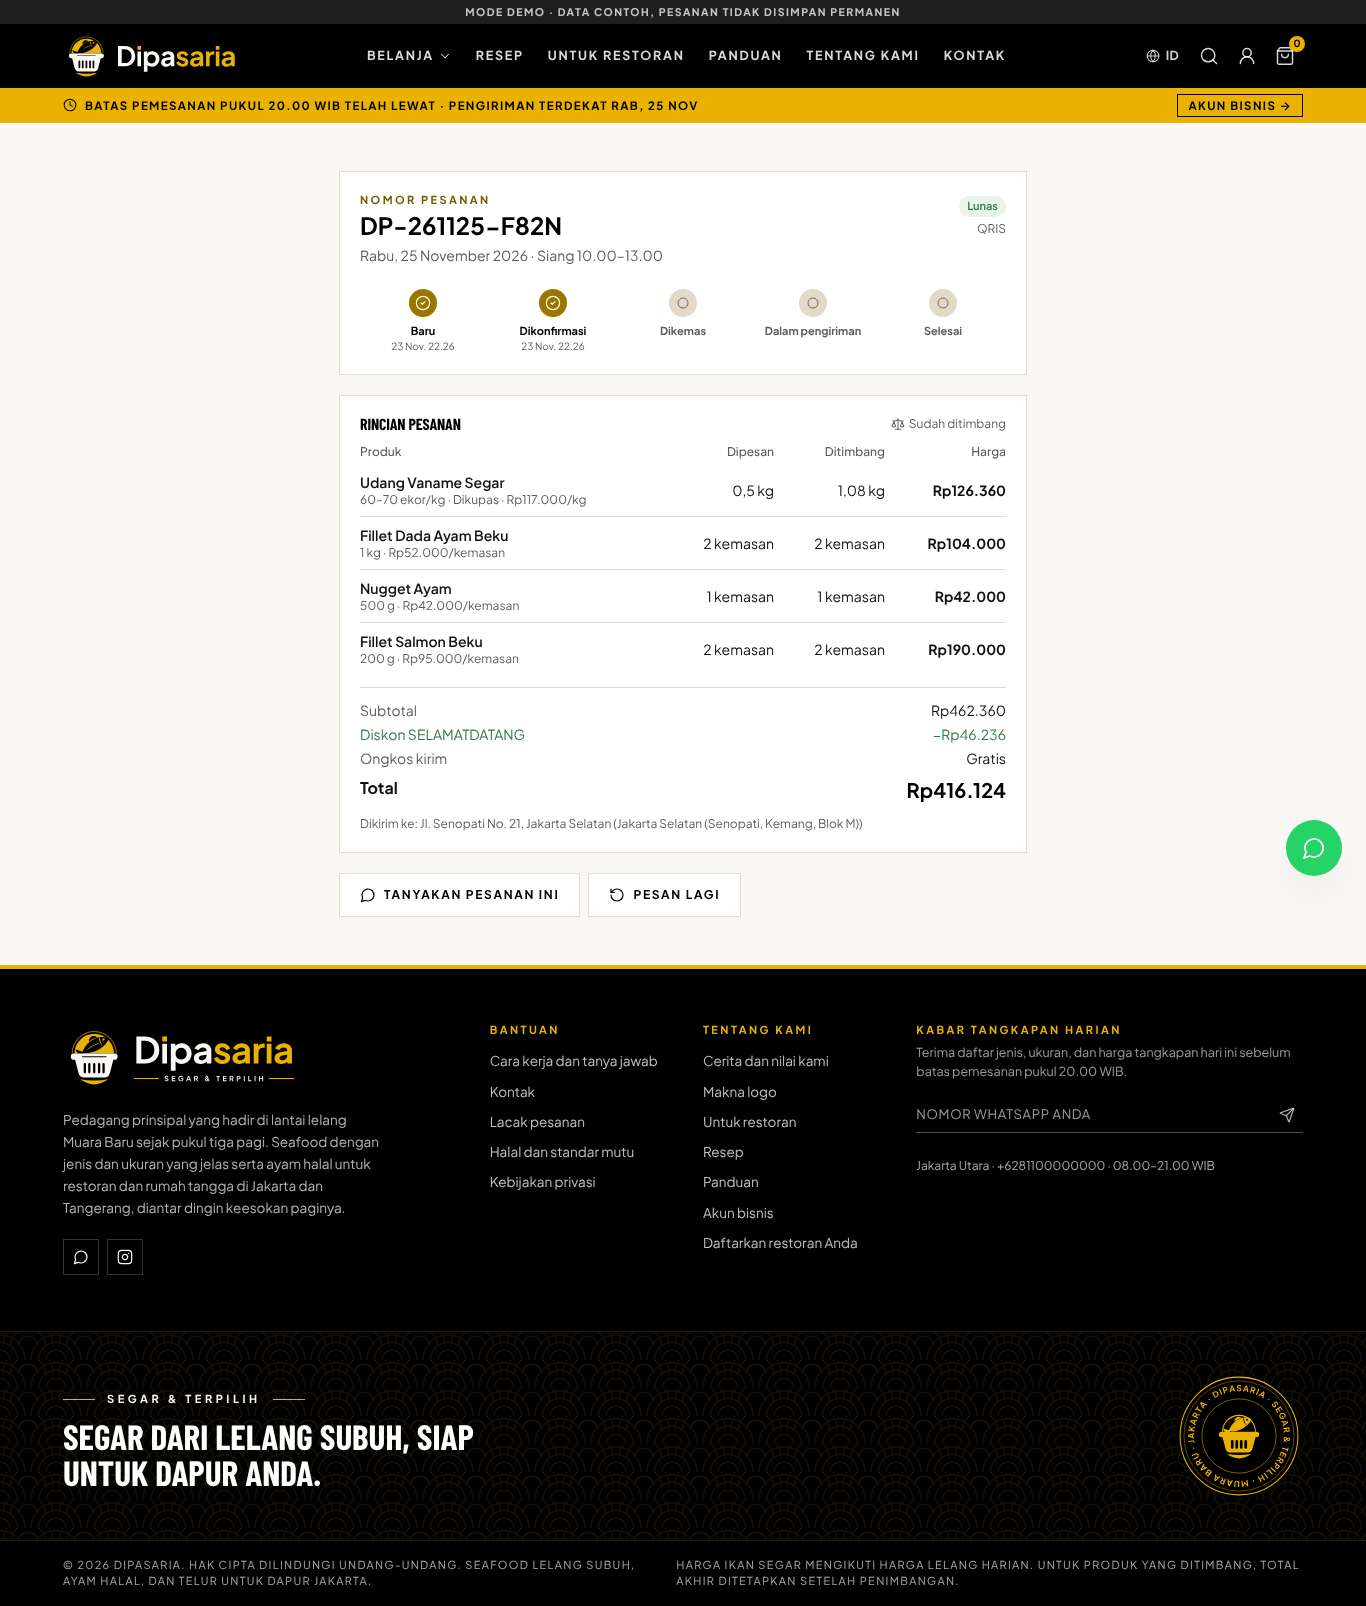 MODE DEMO · DATA CONTOH, PESANAN TIDAK DISIMPAN PERMANEN
Dipasaria
BELANJA
RESEP
UNTUK RESTORAN
PANDUAN
TENTANG KAMI
KONTAK
ID
0
BATAS PEMESANAN PUKUL 20.00 WIB TELAH LEWAT · PENGIRIMAN TERDEKAT RAB, 25 NOV
AKUN BISNIS →
NOMOR PESANAN
DP-261125-F82N
Rabu, 25 November 2026 · Siang 10.00–13.00
Lunas
QRIS
Baru
23 Nov, 22.26
Dikonfirmasi
23 Nov, 22.26
Dikemas
Dalam pengiriman
Selesai
RINCIAN PESANAN
Sudah ditimbang
Produk Dipesan Ditimbang Harga
Udang Vaname Segar
60–70 ekor/kg · Dikupas · Rp117.000/kg
0,5 kg 1,08 kg Rp126.360
Fillet Dada Ayam Beku
1 kg · Rp52.000/kemasan
2 kemasan 2 kemasan Rp104.000
Nugget Ayam
500 g · Rp42.000/kemasan
1 kemasan 1 kemasan Rp42.000
Fillet Salmon Beku
200 g · Rp95.000/kemasan
2 kemasan 2 kemasan Rp190.000
Subtotal Rp462.360
Diskon SELAMATDATANG –Rp46.236
Ongkos kirim Gratis
Total Rp416.124
Dikirim ke: Jl. Senopati No. 21, Jakarta Selatan (Jakarta Selatan (Senopati, Kemang, Blok M))
TANYAKAN PESANAN INI
PESAN LAGI
Dipasaria
SEGAR & TERPILIH
Pedagang prinsipal yang hadir di lantai lelang
Muara Baru sejak pukul tiga pagi. Seafood dengan
jenis dan ukuran yang jelas serta ayam halal untuk
restoran dan rumah tangga di Jakarta dan
Tangerang, diantar dingin keesokan paginya.
BANTUAN
Cara kerja dan tanya jawab
Kontak
Lacak pesanan
Halal dan standar mutu
Kebijakan privasi
TENTANG KAMI
Cerita dan nilai kami
Makna logo
Untuk restoran
Resep
Panduan
Akun bisnis
Daftarkan restoran Anda
KABAR TANGKAPAN HARIAN
Terima daftar jenis, ukuran, dan harga tangkapan hari ini sebelum
batas pemesanan pukul 20.00 WIB.
NOMOR WHATSAPP ANDA
Jakarta Utara · +6281100000000 · 08.00–21.00 WIB
SEGAR & TERPILIH
SEGAR DARI LELANG SUBUH, SIAP
UNTUK DAPUR ANDA.
DIPASARIA · SEGAR & TERPILIH · MUARA BARU · JAKARTA ·
© 2026 DIPASARIA. HAK CIPTA DILINDUNGI UNDANG-UNDANG. SEAFOOD LELANG SUBUH,
AYAM HALAL, DAN TELUR UNTUK DAPUR JAKARTA.
HARGA IKAN SEGAR MENGIKUTI HARGA LELANG HARIAN. UNTUK PRODUK YANG DITIMBANG, TOTAL
AKHIR DITETAPKAN SETELAH PENIMBANGAN.